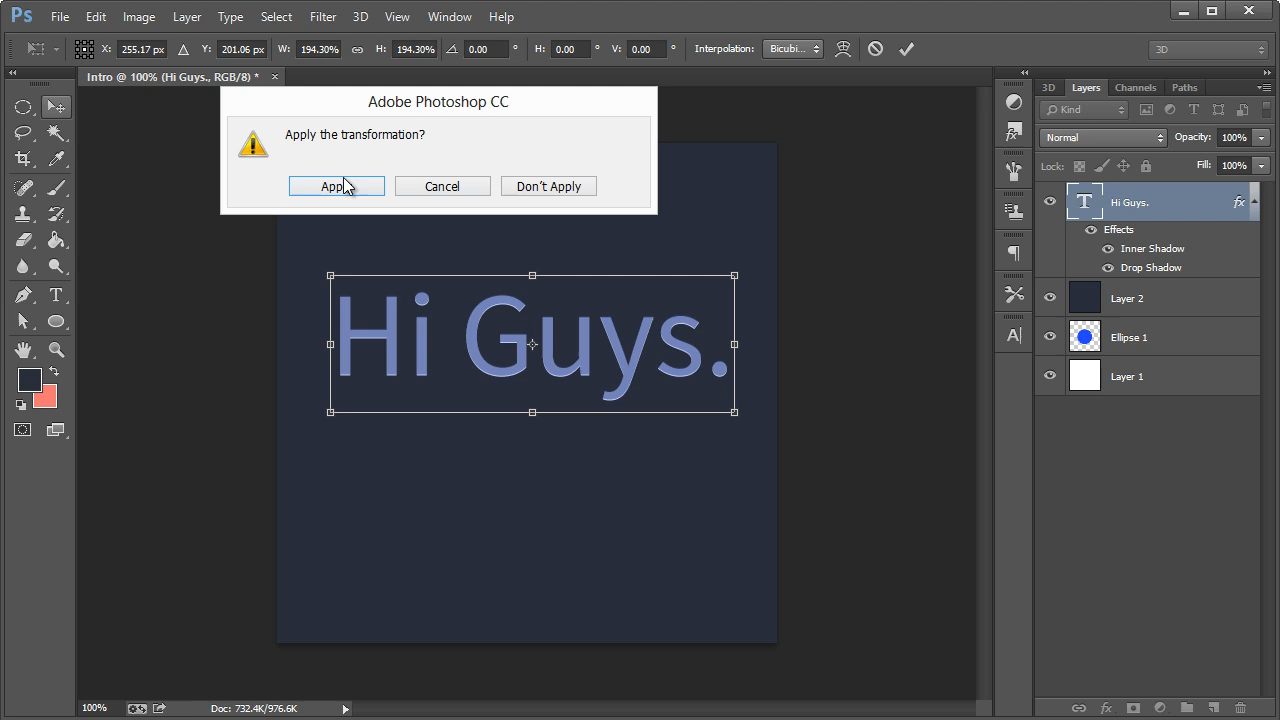 Ps File Edit Image Layer Type Select Filter 3D View Window Help
X: 255.17 px Y: 201.06 px W: 194.30% H: 194.30% 0.00 ° H: 0.00 ° V: 0.00 ° Interpolation: Bicubi... 3D
Intro @ 100% (Hi Guys., RGB/8) * ×
Adobe Photoshop CC
Apply the transformation?
Apply Cancel Don't Apply
Hi Guys.
3D Layers Channels Paths
Kind
Normal Opacity: 100%
Lock: Fill: 100%
T Hi Guys. fx
Effects
Inner Shadow
Drop Shadow
Layer 2
Ellipse 1
Layer 1
100% Doc: 732.4K/976.6K